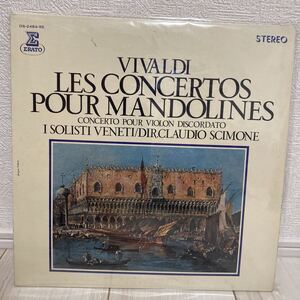 ERATO
STEREO
VIVALDI
LES CONCERTOS
POUR MANDOLINES
CONCERTO POUR VIOLON DISCORDATO
I SOLISTI VENETI/DIR.CLAUDIO SCIMONE